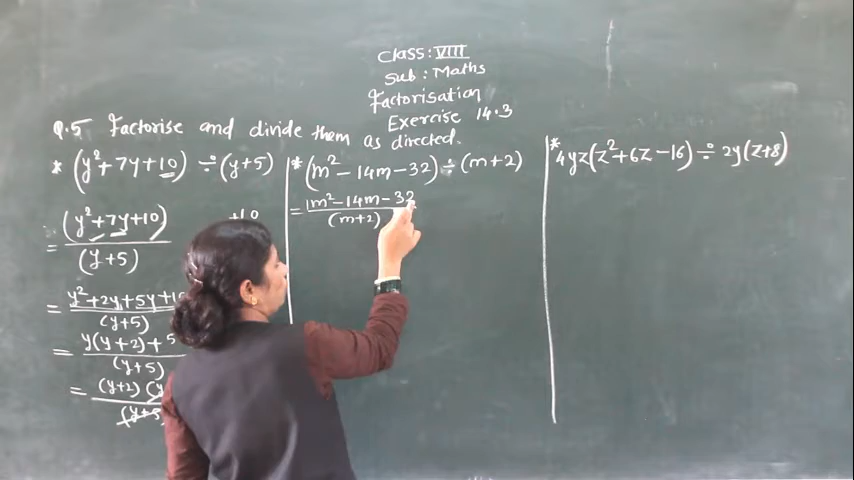 Class: VIII
Sub: Maths
Factorisation
Exercise 14.3
Q.5 Factorise and divide them as directed.
* (y²+7y+10) ÷ (y+5)
= (y²+7y+10) / (y+5)
+10
= y²+2y+5y+10 / (y+5)
= y(y+2)+5 / (y+5)
= (y+2)(y / (y+5)
* (m² - 14m - 32) ÷ (m+2)
= 1m² - 14m - 32 / (m+2)
* 4yz(z²+6z-16) ÷ 2y(z+8)